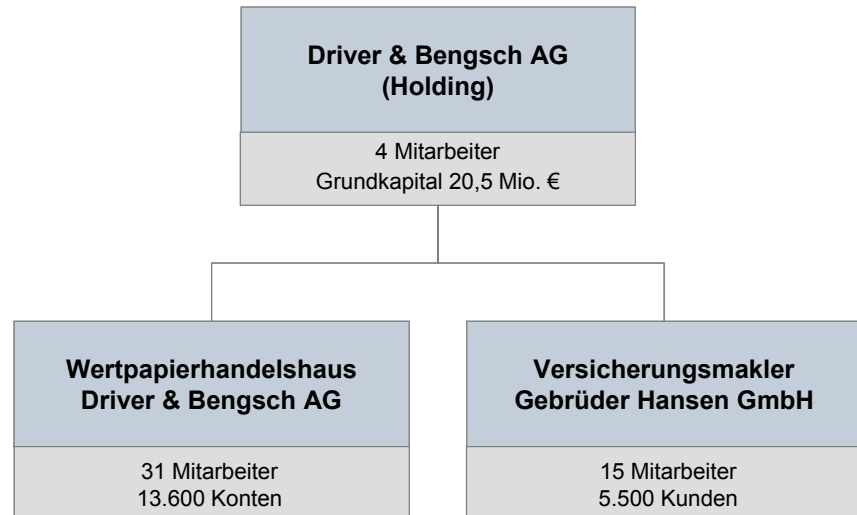 Driver & Bengsch AG
(Holding)
4 Mitarbeiter
Grundkapital 20,5 Mio. €
Wertpapierhandelshaus
Driver & Bengsch AG
31 Mitarbeiter
13.600 Konten
Versicherungsmakler
Gebrüder Hansen GmbH
15 Mitarbeiter
5.500 Kunden